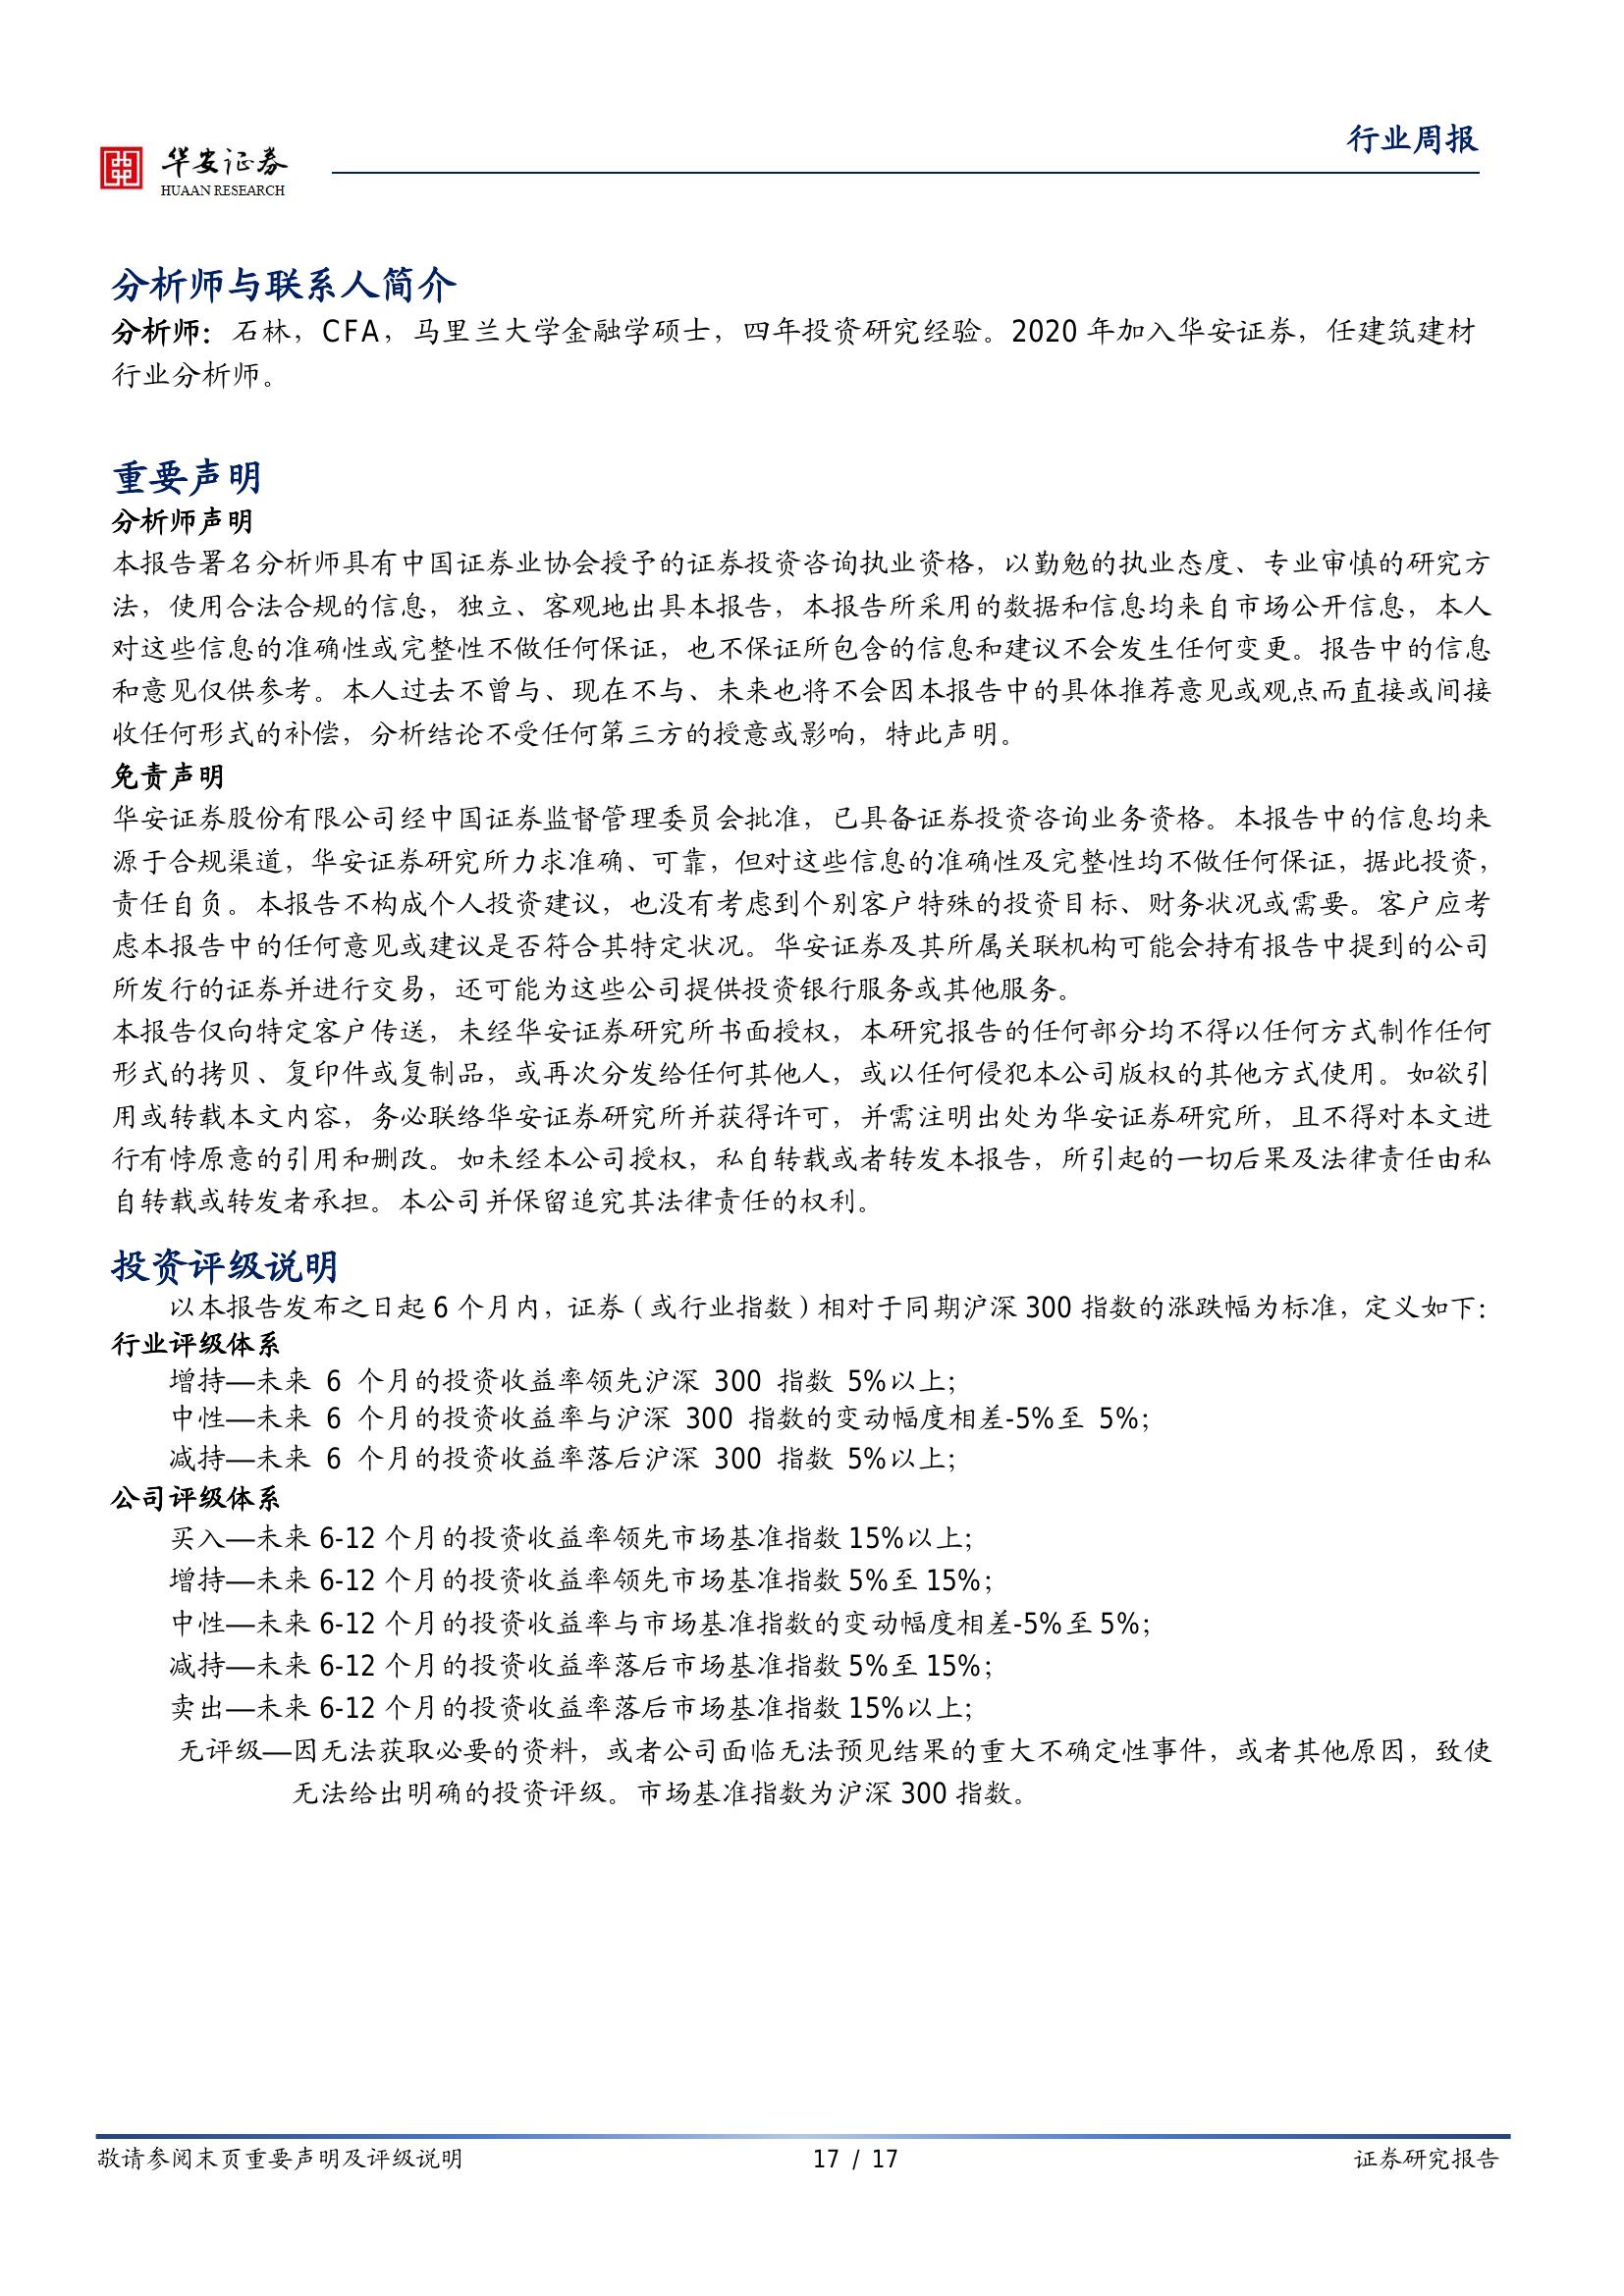 行业周报
华安证券
HUAAN RESEARCH
分析师与联系人简介
分析师：石林，CFA，马里兰大学金融学硕士，四年投资研究经验。2020 年加入华安证券，任建筑建材
行业分析师。
重要声明
分析师声明
本报告署名分析师具有中国证券业协会授予的证券投资咨询执业资格，以勤勉的执业态度、专业审慎的研究方
法，使用合法合规的信息，独立、客观地出具本报告，本报告所采用的数据和信息均来自市场公开信息，本人
对这些信息的准确性或完整性不做任何保证，也不保证所包含的信息和建议不会发生任何变更。报告中的信息
和意见仅供参考。本人过去不曾与、现在不与、未来也将不会因本报告中的具体推荐意见或观点而直接或间接
收任何形式的补偿，分析结论不受任何第三方的授意或影响，特此声明。
免责声明
华安证券股份有限公司经中国证券监督管理委员会批准，已具备证券投资咨询业务资格。本报告中的信息均来
源于合规渠道，华安证券研究所力求准确、可靠，但对这些信息的准确性及完整性均不做任何保证，据此投资，
责任自负。本报告不构成个人投资建议，也没有考虑到个别客户特殊的投资目标、财务状况或需要。客户应考
虑本报告中的任何意见或建议是否符合其特定状况。华安证券及其所属关联机构可能会持有报告中提到的公司
所发行的证券并进行交易，还可能为这些公司提供投资银行服务或其他服务。
本报告仅向特定客户传送，未经华安证券研究所书面授权，本研究报告的任何部分均不得以任何方式制作任何
形式的拷贝、复印件或复制品，或再次分发给任何其他人，或以任何侵犯本公司版权的其他方式使用。如欲引
用或转载本文内容，务必联络华安证券研究所并获得许可，并需注明出处为华安证券研究所，且不得对本文进
行有悖原意的引用和删改。如未经本公司授权，私自转载或者转发本报告，所引起的一切后果及法律责任由私
自转载或转发者承担。本公司并保留追究其法律责任的权利。
投资评级说明
以本报告发布之日起 6 个月内，证券（或行业指数）相对于同期沪深 300 指数的涨跌幅为标准，定义如下：
行业评级体系
增持—未来 6 个月的投资收益率领先沪深 300 指数 5%以上；
中性—未来 6 个月的投资收益率与沪深 300 指数的变动幅度相差-5%至 5%；
减持—未来 6 个月的投资收益率落后沪深 300 指数 5%以上；
公司评级体系
买入—未来 6-12 个月的投资收益率领先市场基准指数 15%以上；
增持—未来 6-12 个月的投资收益率领先市场基准指数 5%至 15%；
中性—未来 6-12 个月的投资收益率与市场基准指数的变动幅度相差-5%至 5%；
减持—未来 6-12 个月的投资收益率落后市场基准指数 5%至 15%；
卖出—未来 6-12 个月的投资收益率落后市场基准指数 15%以上；
无评级—因无法获取必要的资料，或者公司面临无法预见结果的重大不确定性事件，或者其他原因，致使
无法给出明确的投资评级。市场基准指数为沪深 300 指数。
敬请参阅末页重要声明及评级说明
17 / 17
证券研究报告